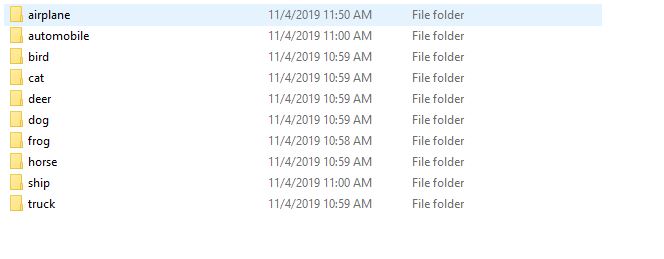 airplane 11/4/2019 11:50 AM File folder
automobile 11/4/2019 11:00 AM File folder
bird 11/4/2019 10:59 AM File folder
cat 11/4/2019 10:59 AM File folder
deer 11/4/2019 10:59 AM File folder
dog 11/4/2019 10:59 AM File folder
frog 11/4/2019 10:58 AM File folder
horse 11/4/2019 10:59 AM File folder
ship 11/4/2019 11:00 AM File folder
truck 11/4/2019 10:59 AM File folder